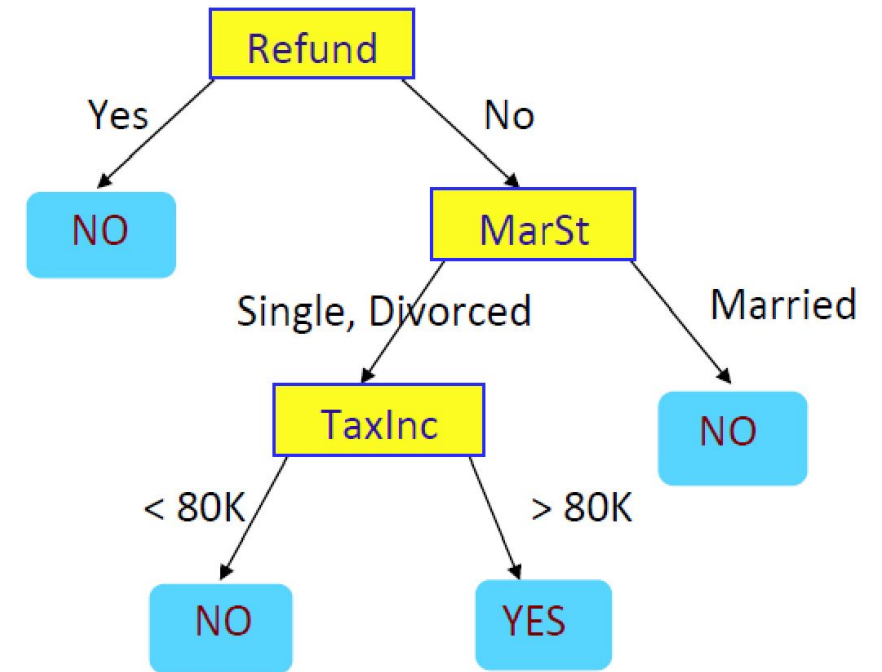 Refund
Yes
No
NO
MarSt
Single, Divorced
Married
TaxInc
NO
< 80K
> 80K
NO
YES